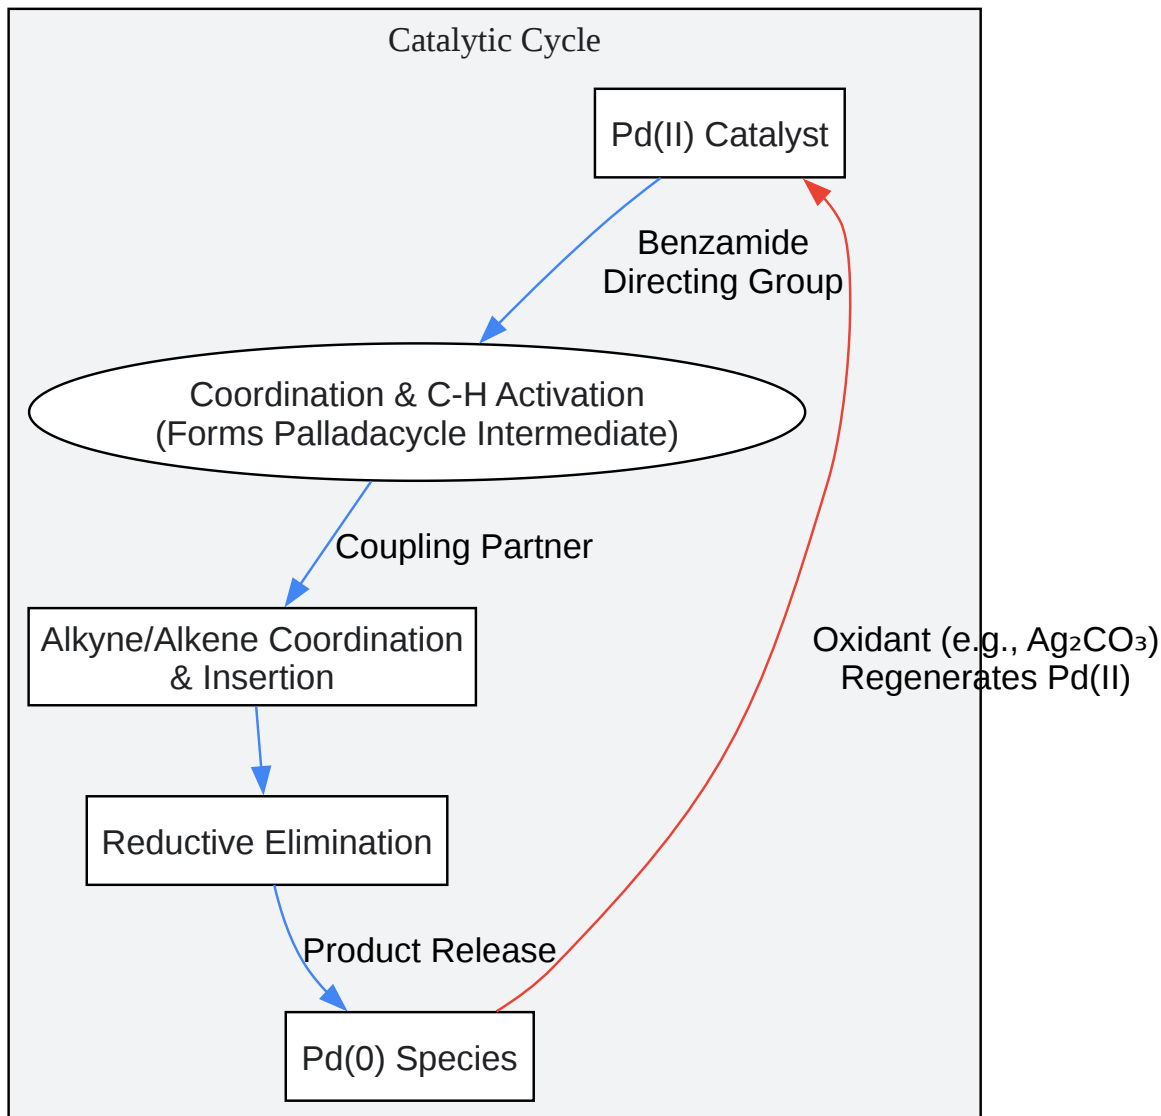 Catalytic Cycle
Pd(II) Catalyst
Benzamide
Directing Group
Coordination & C-H Activation
(Forms Palladacycle Intermediate)
Coupling Partner
Alkyne/Alkene Coordination
& Insertion
Oxidant (e.g., Ag₂CO₃)
Regenerates Pd(II)
Reductive Elimination
Product Release
Pd(0) Species